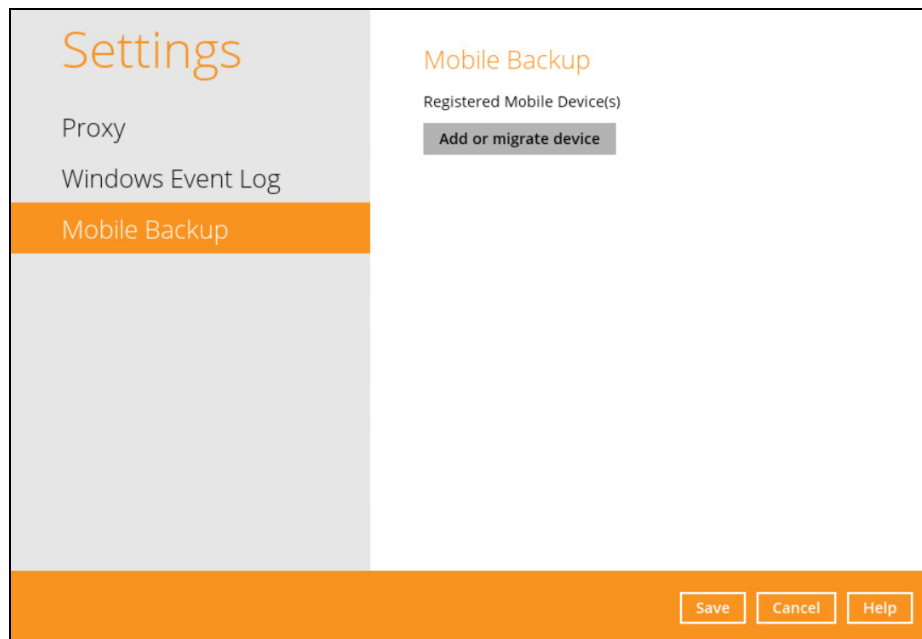 Settings
Proxy
Windows Event Log
Mobile Backup
Mobile Backup
Registered Mobile Device(s)
Add or migrate device
Save
Cancel
Help